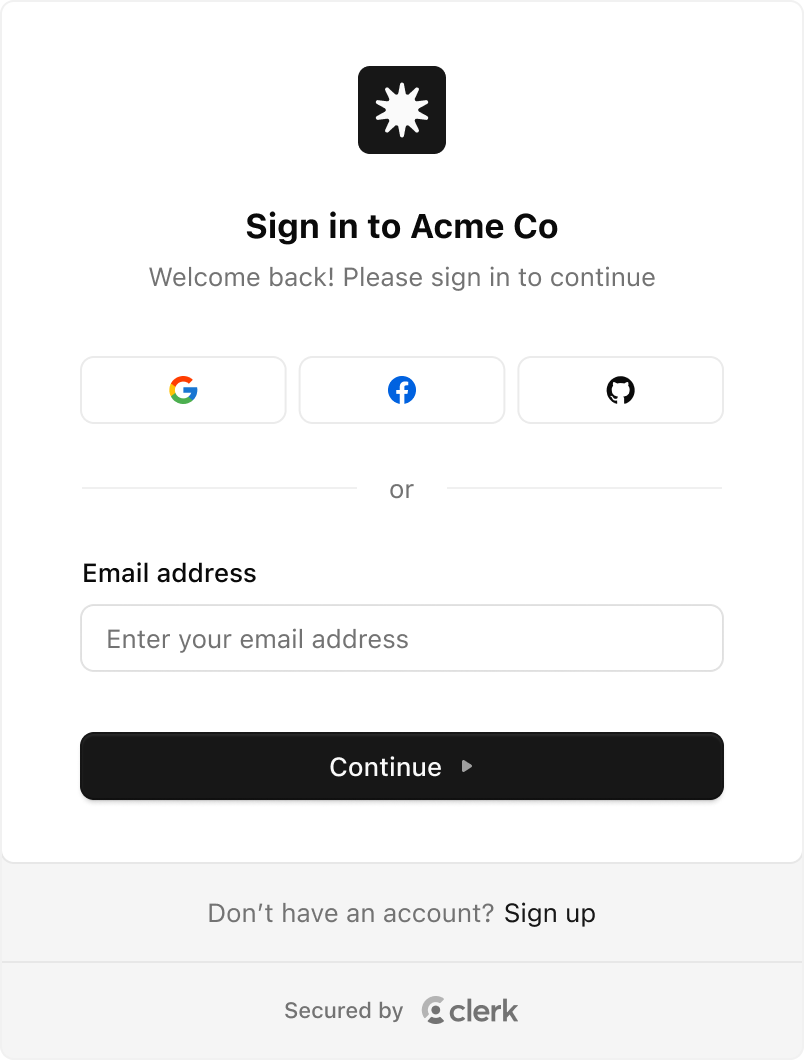 Sign in to Acme Co
Welcome back! Please sign in to continue
or
Email address
Enter your email address
Continue
Don’t have an account? Sign up
Secured by clerk